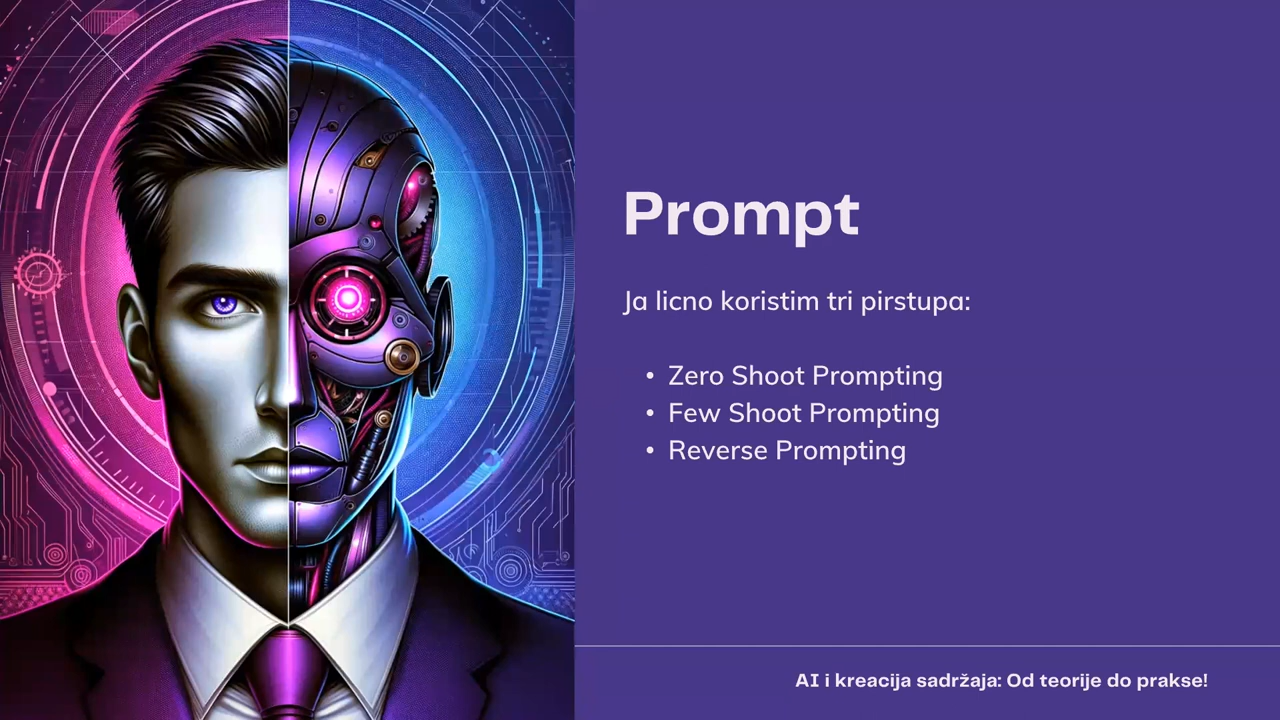 Prompt
Ja licno koristim tri pirstupa:
• Zero Shoot Prompting
• Few Shoot Prompting
• Reverse Prompting
AI i kreacija sadržaja: Od teorije do prakse!